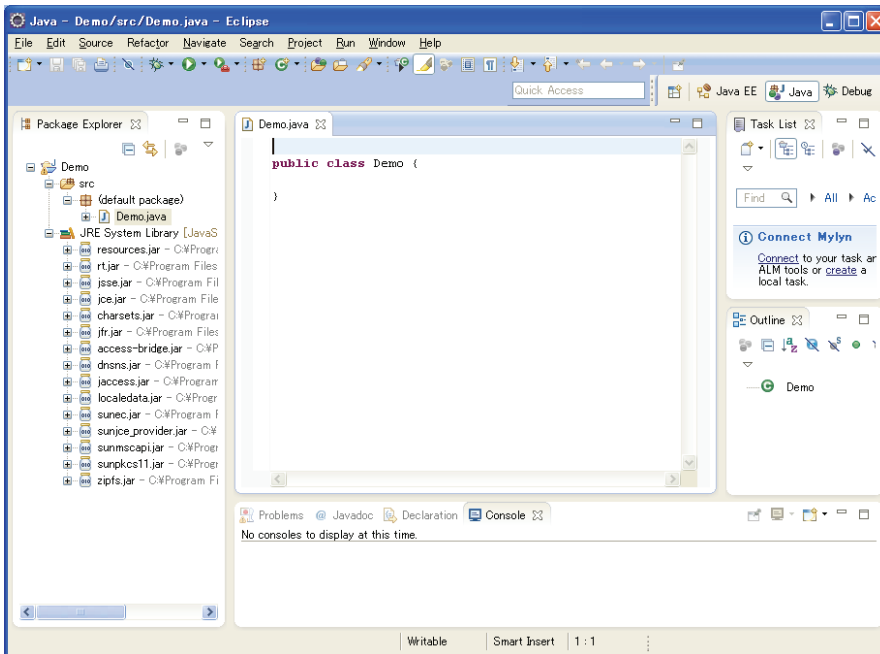 Java - Demo/src/Demo.java - Eclipse
File Edit Source Refactor Navigate Search Project Run Window Help
Quick Access
Java EE Java Debug
Package Explorer
Demo
src
(default package)
Demo.java
JRE System Library [JavaS
resources.jar - C:¥Progra
rt.jar - C:¥Program Files
jsse.jar - C:¥Program Fil
jce.jar - C:¥Program File
charsets.jar - C:¥Progra
jfr.jar - C:¥Program Files
access-bridge.jar - C:¥P
dnsns.jar - C:¥Program F
jaccess.jar - C:¥Program
localedata.jar - C:¥Progr
sunec.jar - C:¥Program F
sunjce_provider.jar - C:¥
sunmscapi.jar - C:¥Progr
sunpkcs11.jar - C:¥Progr
zipfs.jar - C:¥Program Fi
Demo.java
public class Demo {
}
Task List
Find All Ac
Connect Mylyn
Connect to your task ar
ALM tools or create a
local task.
Outline
Demo
Problems @ Javadoc Declaration Console
No consoles to display at this time.
Writable Smart Insert 1 : 1